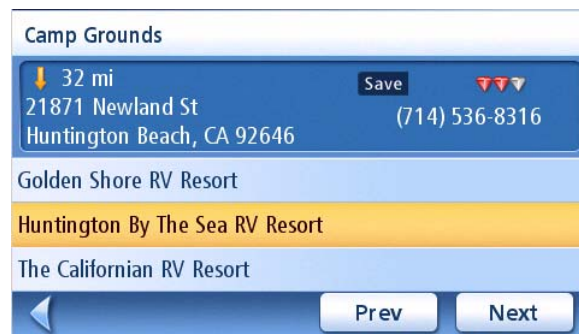 Camp Grounds
32 mi
Save
21871 Newland St
(714) 536-8316
Huntington Beach, CA 92646
Golden Shore RV Resort
Huntington By The Sea RV Resort
The Californian RV Resort
Prev
Next